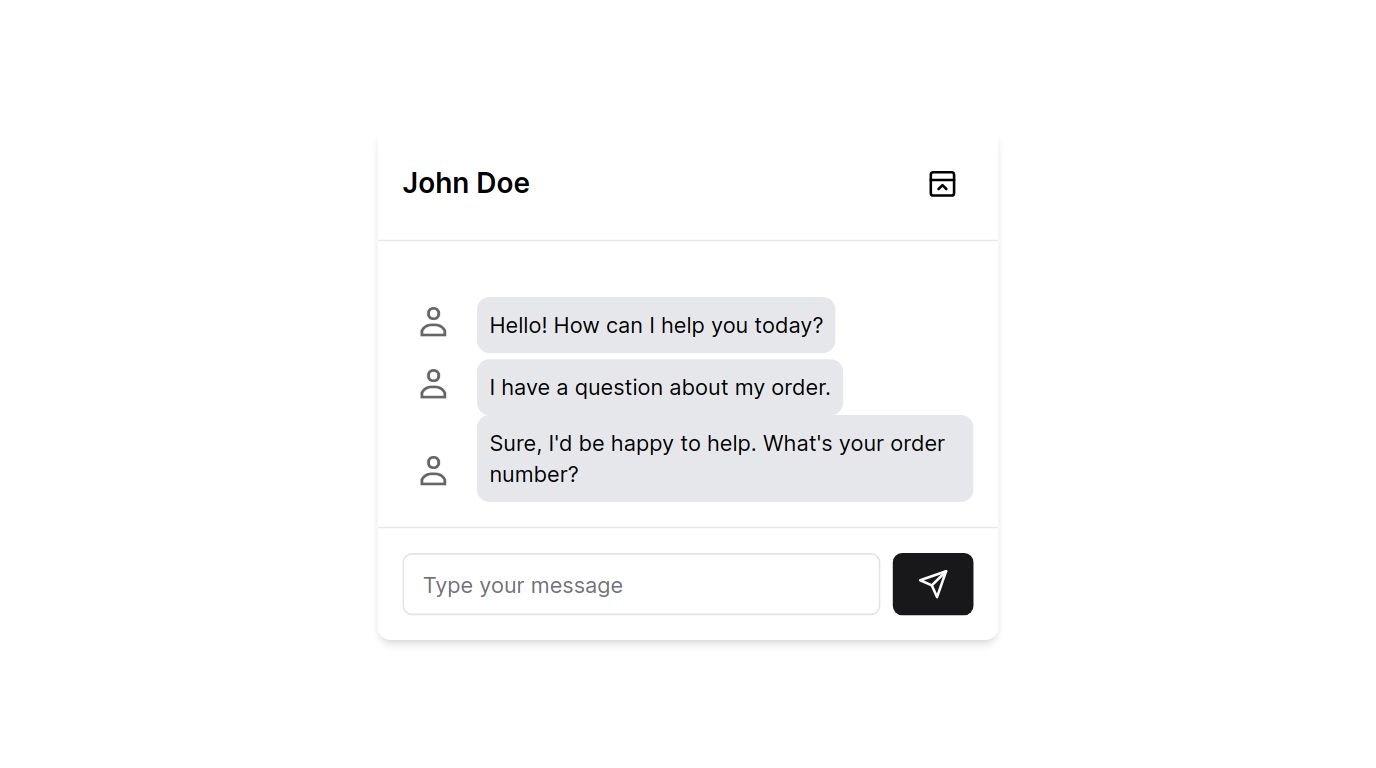 John Doe
Hello! How can I help you today?
I have a question about my order.
Sure, I'd be happy to help. What's your order
number?
Type your message